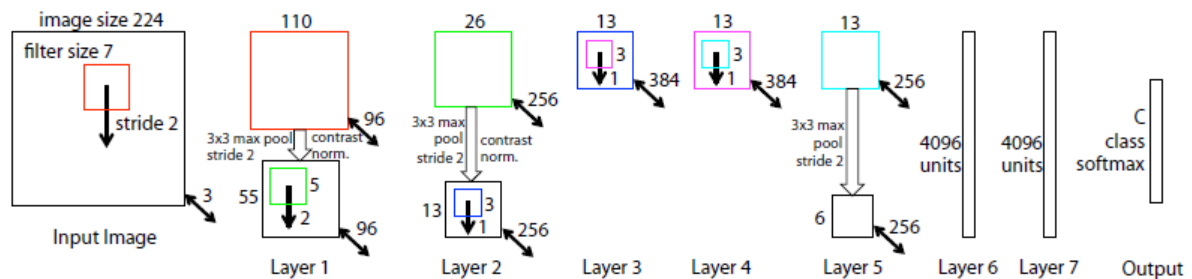 image size 224
filter size 7
stride 2
3
Input Image
110
96
3x3 max pool
stride 2
contrast
norm.
55
5
2
96
Layer 1
26
256
3x3 max
pool
stride 2
contrast
norm.
13
3
1
256
Layer 2
13
3
1
384
Layer 3
13
3
1
384
Layer 4
13
256
3x3 max
pool
stride 2
6
256
Layer 5
4096
units
Layer 6
4096
units
Layer 7
C
class
softmax
Output